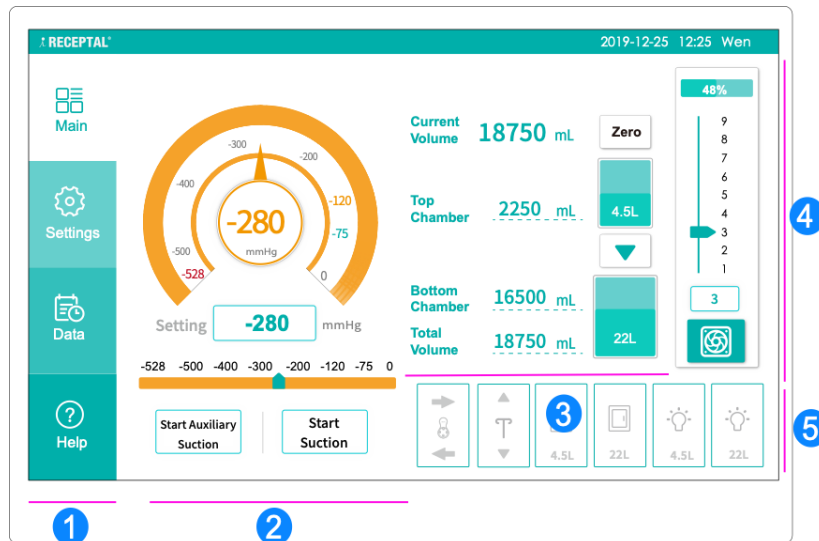 RECEPTAL
2019-12-25 12:25 Wen
Main
Settings
Data
Help
-300
-200
-400
-120
-280
-75
mmHg
-500
-528
0
Setting
-280
mmHg
-528 -500 -400 -300 -200 -120 -75 0
Start Auxiliary
Suction
Start
Suction
Current
Volume
18750 mL
Zero
Top
Chamber
2250 mL
4.5L
Bottom
Chamber
16500 mL
Total
Volume
18750 mL
22L
48%
9
8
7
6
5
4
3
2
1
3
4.5L
22L
4.5L
22L
1
2
3
4
5